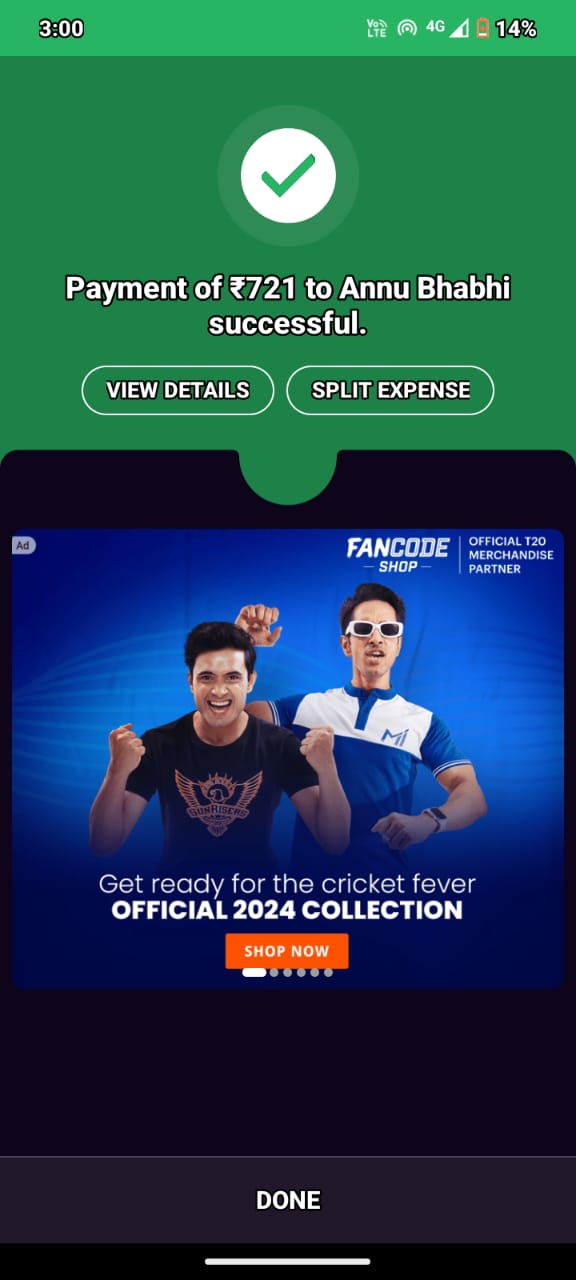 3:00
Vo LTE 4G 14%
Payment of ₹721 to Annu Bhabhi
successful.
VIEW DETAILS SPLIT EXPENSE
Ad
FANCODE
SHOP
OFFICIAL T20
MERCHANDISE
PARTNER
MI
SUNRISERS
Get ready for the cricket fever
OFFICIAL 2024 COLLECTION
SHOP NOW
DONE